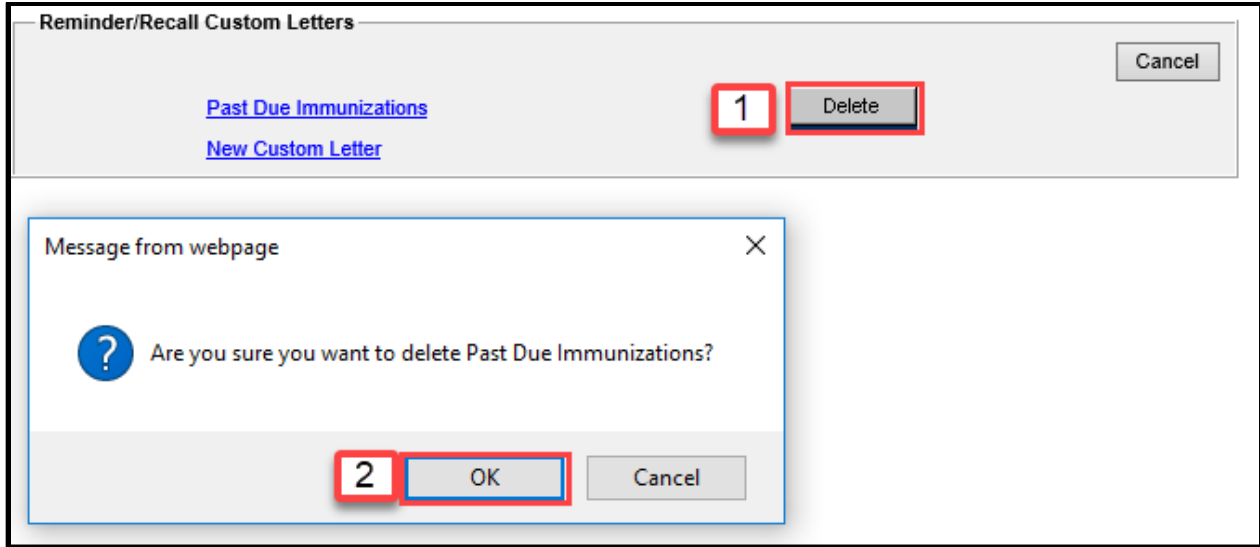 Reminder/Recall Custom Letters
Cancel
Past Due Immunizations 1 Delete
New Custom Letter
Message from webpage
? Are you sure you want to delete Past Due Immunizations?
2 OK Cancel